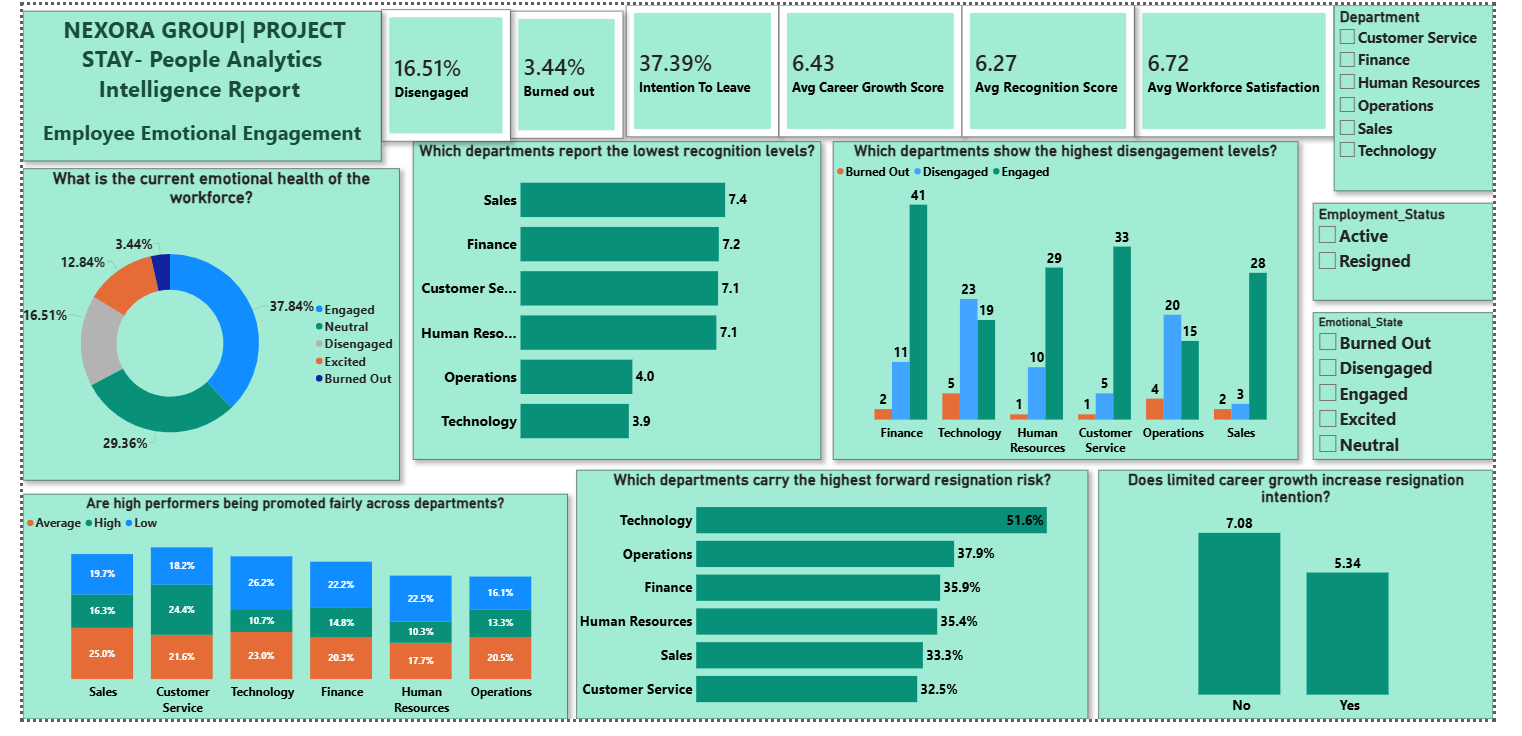 NEXORA GROUP| PROJECT
STAY- People Analytics
Intelligence Report
Employee Emotional Engagement
16.51%
Disengaged
3.44%
Burned out
37.39%
Intention To Leave
6.43
Avg Career Growth Score
6.27
Avg Recognition Score
6.72
Avg Workforce Satisfaction
Department
Customer Service
Finance
Human Resources
Operations
Sales
Technology
What is the current emotional health of the
workforce?
3.44%
12.84%
16.51%
37.84%
29.36%
Engaged
Neutral
Disengaged
Excited
Burned Out
Which departments report the lowest recognition levels?
Sales 7.4
Finance 7.2
Customer Se... 7.1
Human Reso... 7.1
Operations 4.0
Technology 3.9
Which departments show the highest disengagement levels?
Burned Out Disengaged Engaged
2 11 41
5 23 19
1 10 29
1 5 33
4 20 15
2 3 28
Finance Technology Human Resources Customer Service Operations Sales
Employment_Status
Active
Resigned
Emotional_State
Burned Out
Disengaged
Engaged
Excited
Neutral
Are high performers being promoted fairly across departments?
Average High Low
19.7% 18.2% 26.2% 22.2% 22.5% 16.1%
16.3% 24.4% 10.7% 14.8% 10.3% 13.3%
25.0% 21.6% 23.0% 20.3% 17.7% 20.5%
Sales Customer Service Technology Finance Human Resources Operations
Which departments carry the highest forward resignation risk?
Technology 51.6%
Operations 37.9%
Finance 35.9%
Human Resources 35.4%
Sales 33.3%
Customer Service 32.5%
Does limited career growth increase resignation
intention?
7.08
5.34
No Yes